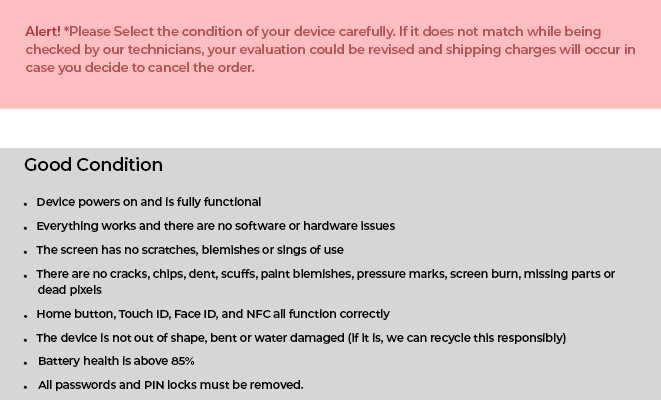 Alert! *Please Select the condition of your device carefully. If it does not match while being
checked by our technicians, your evaluation could be revised and shipping charges will occur in
case you decide to cancel the order.
Good Condition
• Device powers on and is fully functional
• Everything works and there are no software or hardware issues
• The screen has no scratches, blemishes or sings of use
• There are no cracks, chips, dent, scuffs, paint blemishes, pressure marks, screen burn, missing parts or
dead pixels
• Home button, Touch ID, Face ID, and NFC all function correctly
• The device is not out of shape, bent or water damaged (if it is, we can recycle this responsibly)
• Battery health is above 85%
• All passwords and PIN locks must be removed.